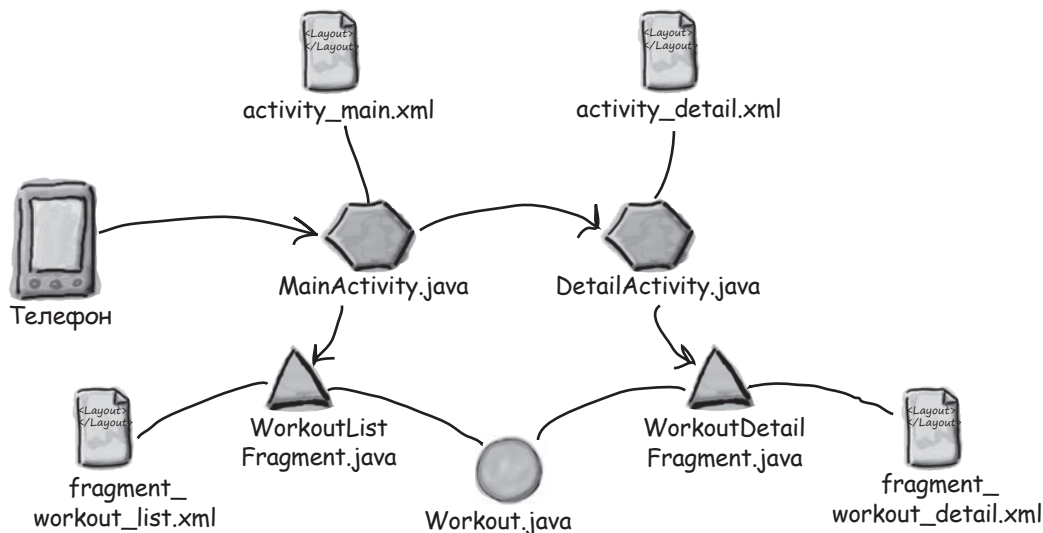 <Layout>
</Layout>
activity_main.xml
<Layout>
</Layout>
activity_detail.xml
Телефон
MainActivity.java
DetailActivity.java
<Layout>
</Layout>
fragment_
workout_list.xml
WorkoutList
Fragment.java
Workout.java
WorkoutDetail
Fragment.java
<Layout>
</Layout>
fragment_
workout_detail.xml